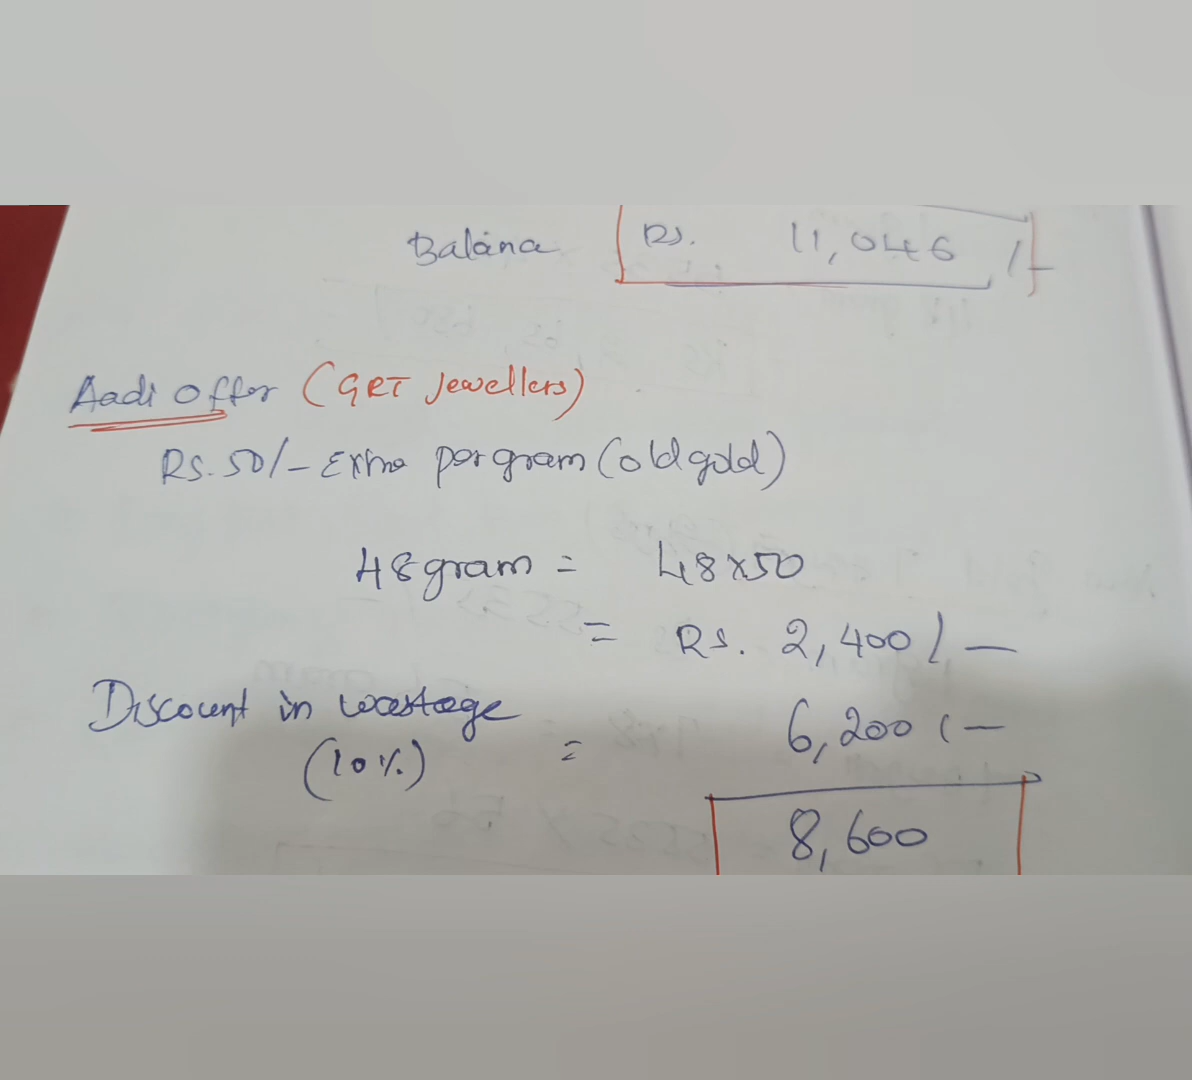 Balana Rs. 11,046/-
Aadi Offer (GRT Jewellers)
RS.50/- Extra per gram (old gold)
48 gram = 48x50
= Rs. 2,400/-
Discount in wastage
(10%) = 6,200/-
8,600